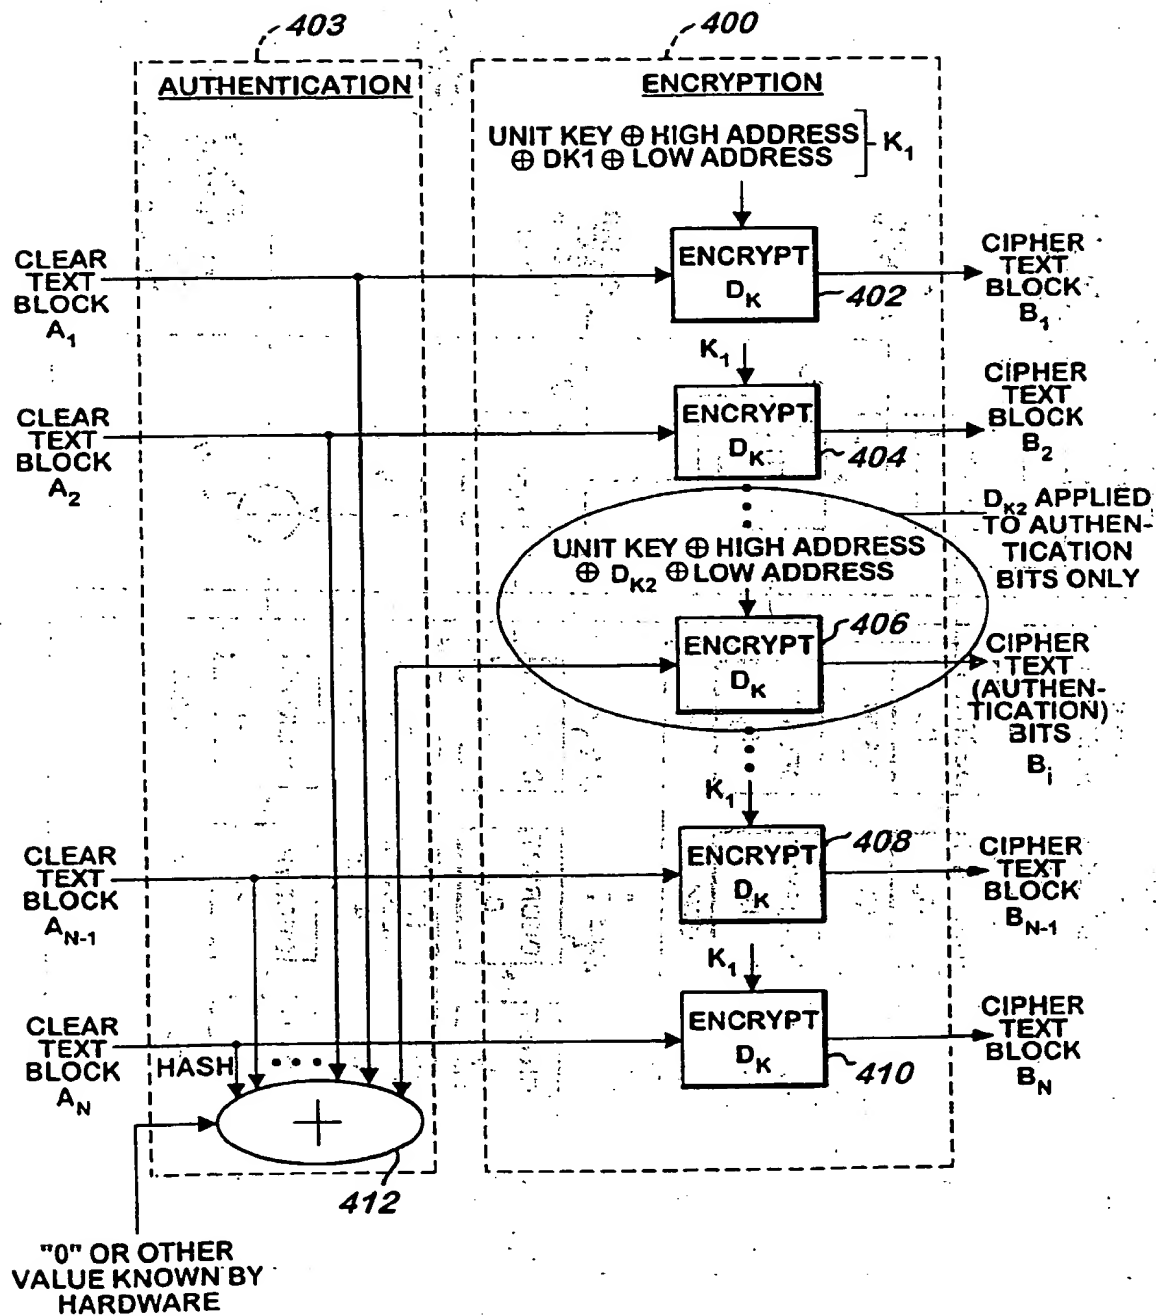 403
400
AUTHENTICATION
ENCRYPTION
UNIT KEY ⊕ HIGH ADDRESS
⊕ DK1 ⊕ LOW ADDRESS
K1
CLEAR
TEXT
BLOCK
A1
ENCRYPT
DK
402
CIPHER
TEXT
BLOCK
B1
K1
CLEAR
TEXT
BLOCK
A2
ENCRYPT
DK
404
CIPHER
TEXT
BLOCK
B2
DK2 APPLIED
TO AUTHEN-
TICATION
BITS ONLY
UNIT KEY ⊕ HIGH ADDRESS
⊕ DK2 ⊕ LOW ADDRESS
ENCRYPT
DK
406
CIPHER
TEXT
(AUTHEN-
TICATION)
BITS
Bi
K1
CLEAR
TEXT
BLOCK
AN-1
ENCRYPT
DK
408
CIPHER
TEXT
BLOCK
BN-1
K1
CLEAR
TEXT
BLOCK
AN
HASH
ENCRYPT
DK
410
CIPHER
TEXT
BLOCK
BN
+
412
"0" OR OTHER
VALUE KNOWN BY
HARDWARE